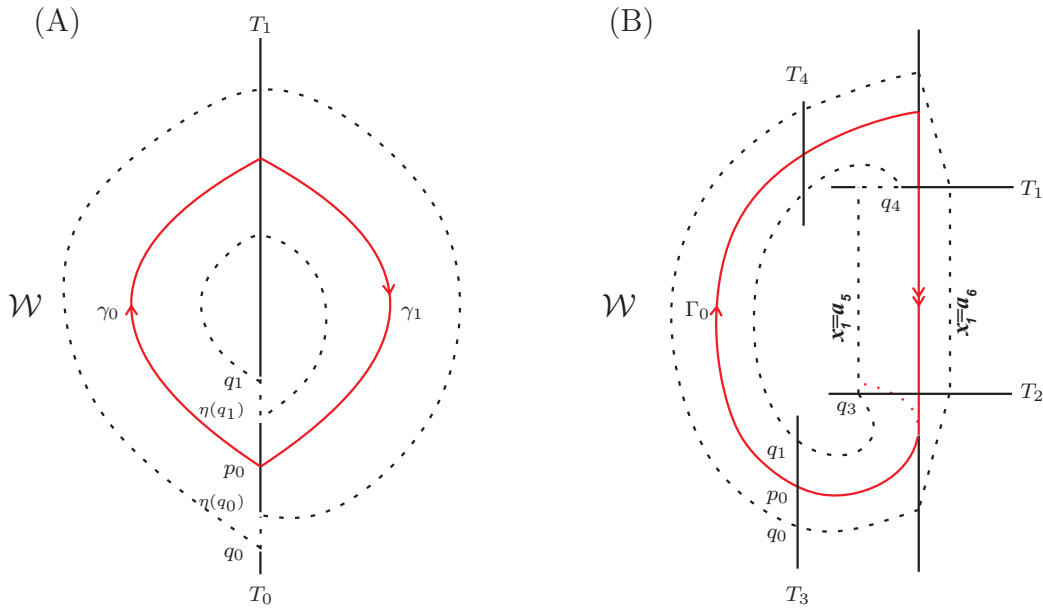 (A)
T₁
𝒲
γ₀
γ₁
q₁
η(q₁)
p₀
η(q₀)
q₀
T₀
(B)
T₄
T₁
q₄
𝒲
Γ₀
x₁=a₅
x₁=a₆
q₃
T₂
q₁
p₀
q₀
T₃